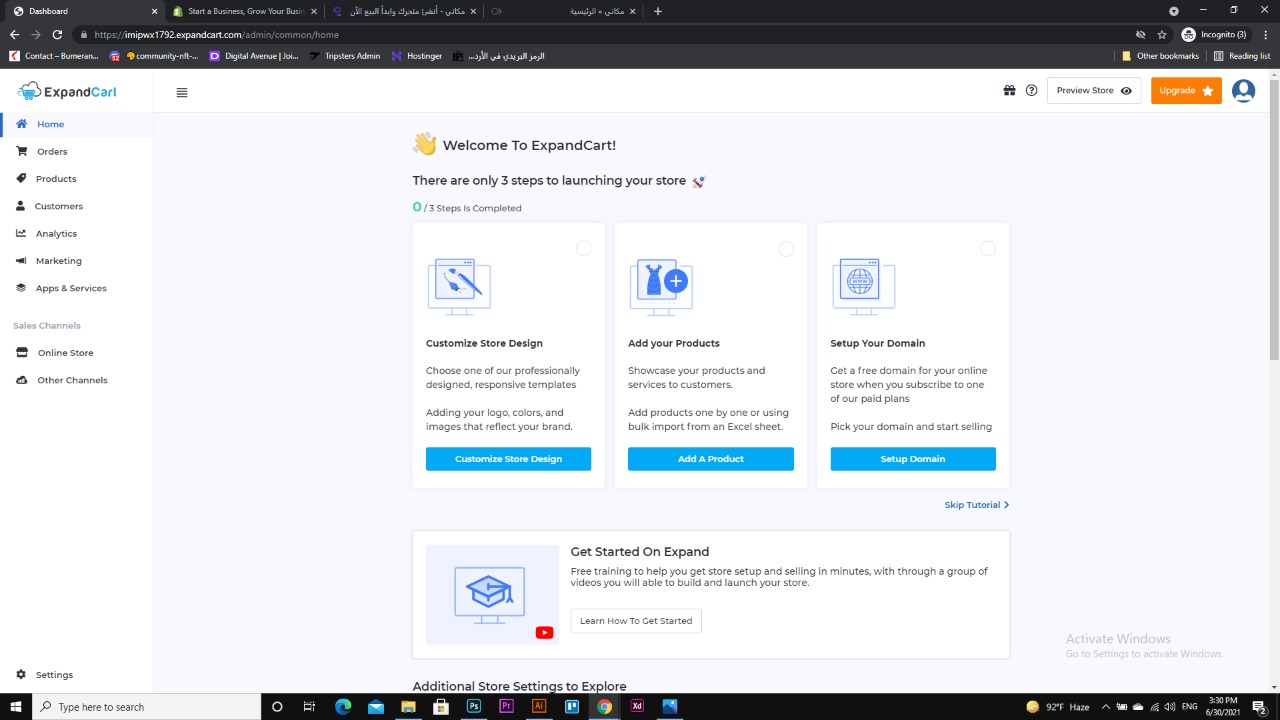 Dashboard
Start a Business, Grow Your Business
مكاني - أنشئ متجرك وابدأ البيع الآن
مكاني » الرئيسية
https://imipwx1792.expandcart.com/admin/common/home
Incognito (3)
Contact – Bumeran...
community-nft-...
Digital Avenue | Joi...
Tripsters Admin
Hostinger
الرمز البريدي في الأرد...
Other bookmarks
Reading list
ExpandCart
Preview Store
Upgrade
Home
Orders
Products
Customers
Analytics
Marketing
Apps & Services
Sales Channels
Online Store
Other Channels
Settings
Welcome To ExpandCart!
There are only 3 steps to launching your store
0 / 3 Steps Is Completed
Customize Store Design
Choose one of our professionally
designed, responsive templates
Adding your logo, colors, and
images that reflect your brand.
Customize Store Design
Add your Products
Showcase your products and
services to customers.
Add products one by one or using
bulk import from an Excel sheet.
Add A Product
WWW
Setup Your Domain
Get a free domain for your online
store when you subscribe to one
of our paid plans
Pick your domain and start selling
Setup Domain
Skip Tutorial
Get Started On Expand
Free training to help you get store setup and selling in minutes, with through a group of
videos you will able to build and launch your store.
Learn How To Get Started
Additional Store Settings to Explore
Activate Windows
Go to Settings to activate Windows.
Type here to search
Ps
Pr
Ai
Xd
92°F Haze
ENG
3:30 PM
6/30/2021
2